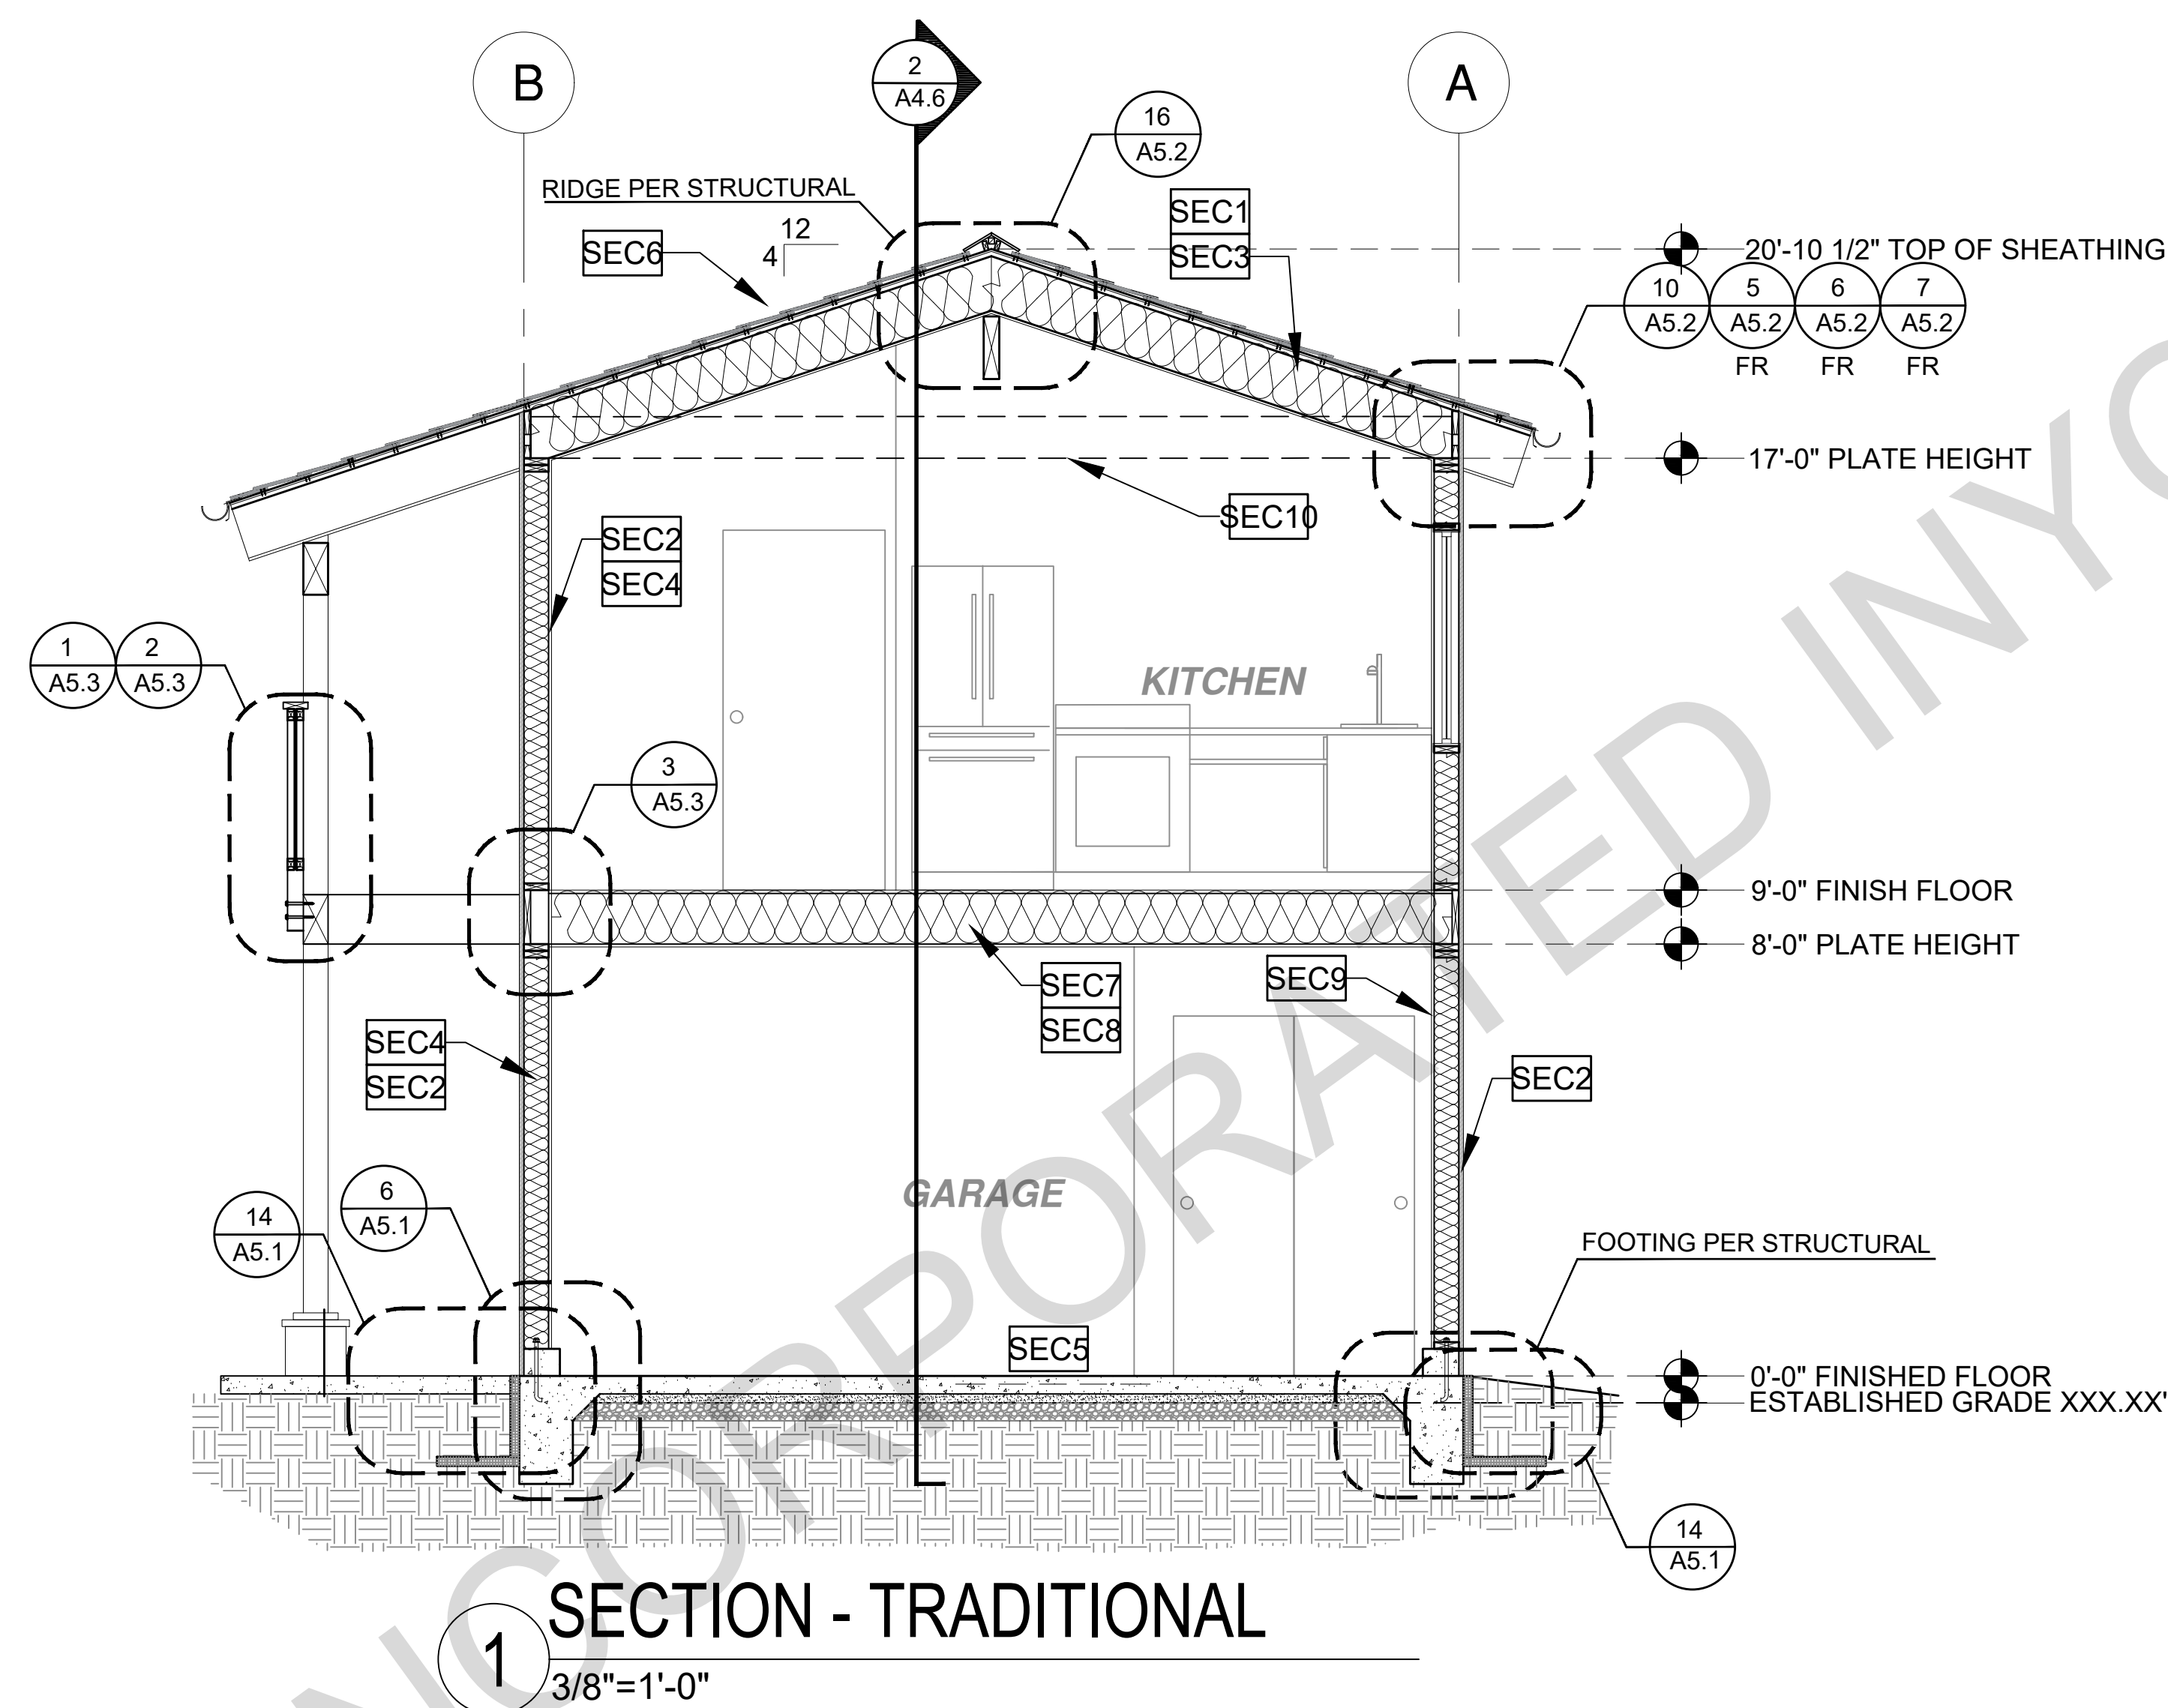 B
2
A4.6
A
16
A5.2
RIDGE PER STRUCTURAL
SEC1
SEC3
12
4
SEC6
20'-10 1/2" TOP OF SHEATHING
10
A5.2
5
A5.2
FR
6
A5.2
FR
7
A5.2
FR
17'-0" PLATE HEIGHT
SEC10
SEC2
SEC4
1
A5.3
2
A5.3
KITCHEN
3
A5.3
9'-0" FINISH FLOOR
8'-0" PLATE HEIGHT
SEC7
SEC8
SEC9
SEC4
SEC2
SEC2
GARAGE
14
A5.1
6
A5.1
FOOTING PER STRUCTURAL
SEC5
0'-0" FINISHED FLOOR
ESTABLISHED GRADE XXX.XX'
14
A5.1
1
SECTION - TRADITIONAL
3/8"=1'-0"
NCORPORATED INYO